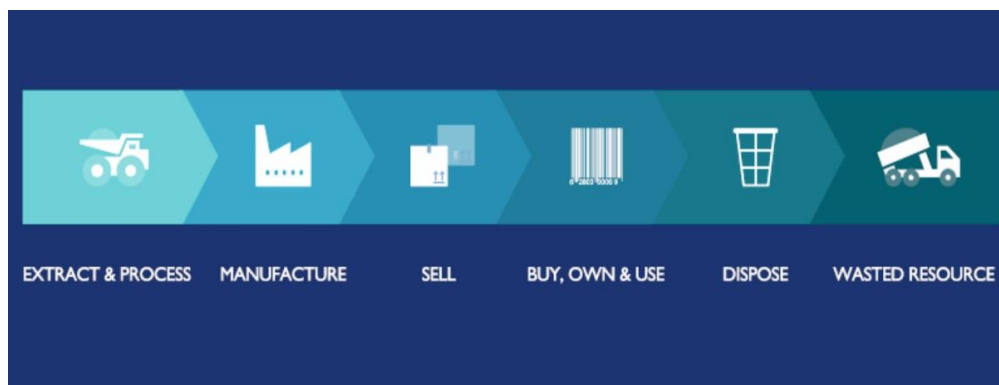 EXTRACT & PROCESS
MANUFACTURE
SELL
BUY, OWN & USE
DISPOSE
WASTED RESOURCE